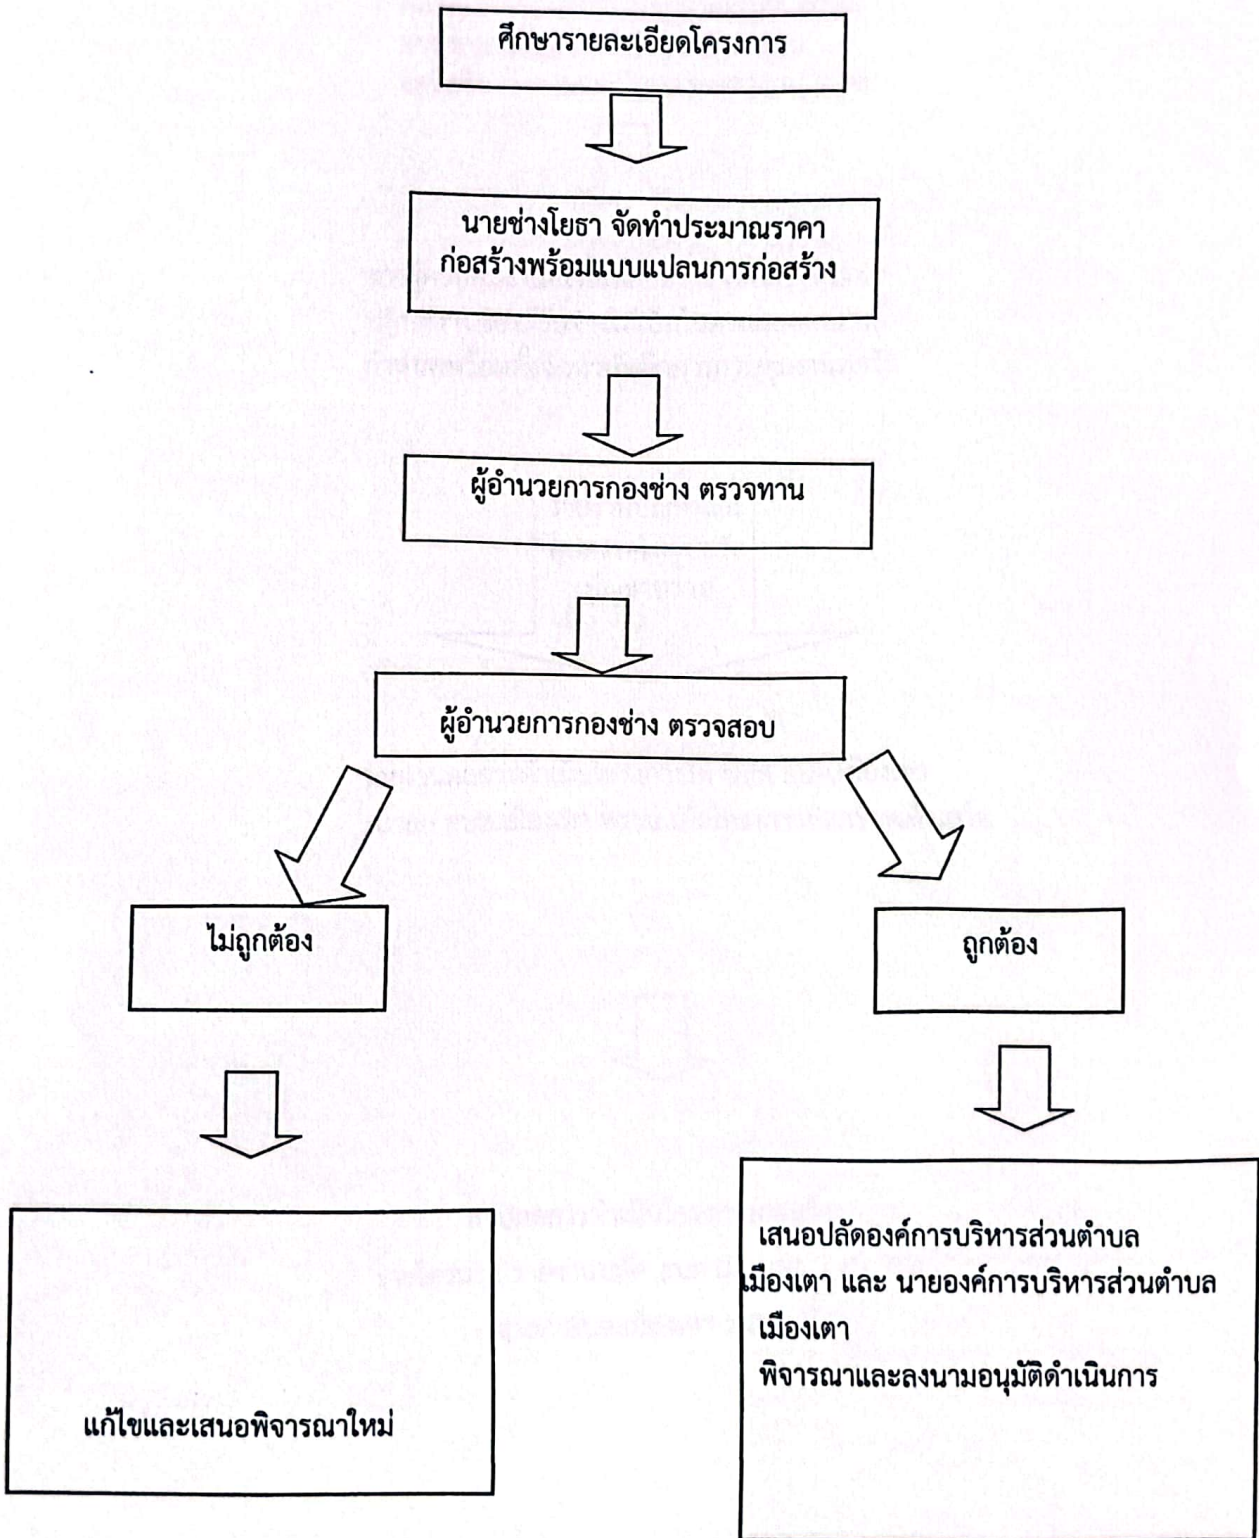 ศึกษารายละเอียดโครงการ
นายช่างโยธา จัดทำประมาณราคา
ก่อสร้างพร้อมแบบแปลนการก่อสร้าง
ผู้อำนวยการกองช่าง ตรวจทาน
ผู้อำนวยการกองช่าง ตรวจสอบ
ไม่ถูกต้อง
ถูกต้อง
แก้ไขและเสนอพิจารณาใหม่
เสนอปลัดองค์การบริหารส่วนตำบล
เมืองเตา และ นายองค์การบริหารส่วนตำบล
เมืองเตา
พิจารณาและลงนามอนุมัติดำเนินการ